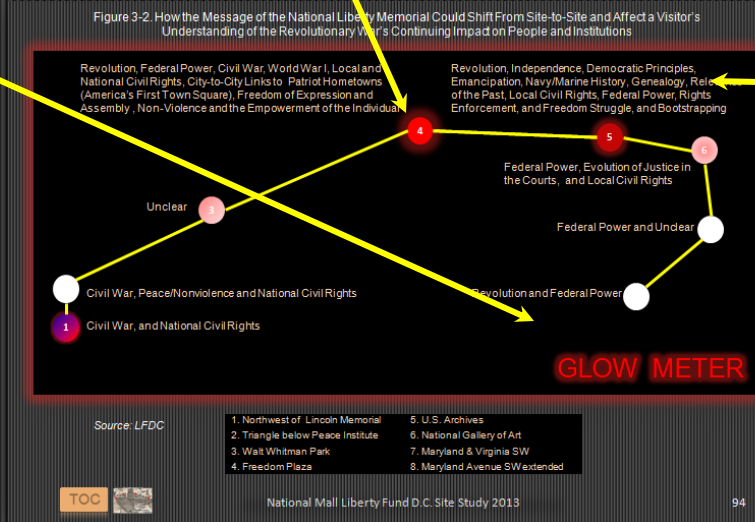 Figure 3-2. How the Message of the National Liberty Memorial Could Shift From Site-to-Site and Affect a Visitor's
Understanding of the Revolutionary War's Continuing Impact on People and Institutions
Revolution, Federal Power, Civil War, World War I, Local and
National Civil Rights, City-to-City Links to Patriot Hometowns
(America's First Town Square), Freedom of Expression and
Assembly, Non-Violence and the Empowerment of the Individual
Revolution, Independence, Democratic Principles,
Emancipation, Navy/Marine History, Genealogy,
of the Past, Local Civil Rights, Federal Power, Rights
Enforcement, and Freedom Struggle, and Bootstrapping
4
5
6
Federal Power, Evolution of Justice in
the Courts, and Local Civil Rights
Unclear
3
Federal Power and Unclear
Civil War, Peace/Nonviolence and National Civil Rights
Revolution and Federal Power
1
Civil War, and National Civil Rights
GLOW METER
Source: LFDC
1. Northwest of Lincoln Memorial
2. Triangle below Peace Institute
3. Walt Whitman Park
4. Freedom Plaza
5. U.S. Archives
6. National Gallery of Art
7. Maryland & Virginia SW
8. Maryland Avenue SW extended
TOC
National Mall Liberty Fund D.C. Site Study 2013
94